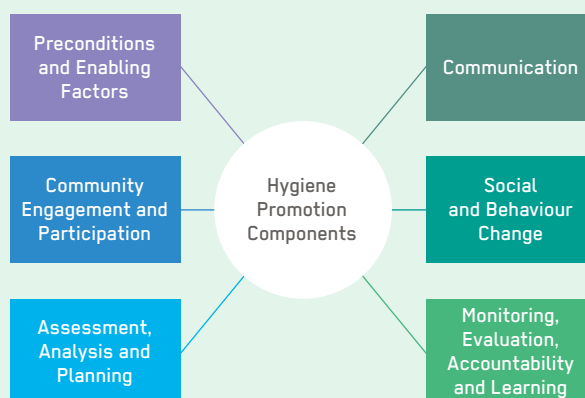 Preconditions
and Enabling
Factors
Communication
Community
Engagement and
Participation
Hygiene
Promotion
Components
Social
and Behaviour
Change
Assessment,
Analysis and
Planning
Monitoring,
Evaluation,
Accountability
and Learning